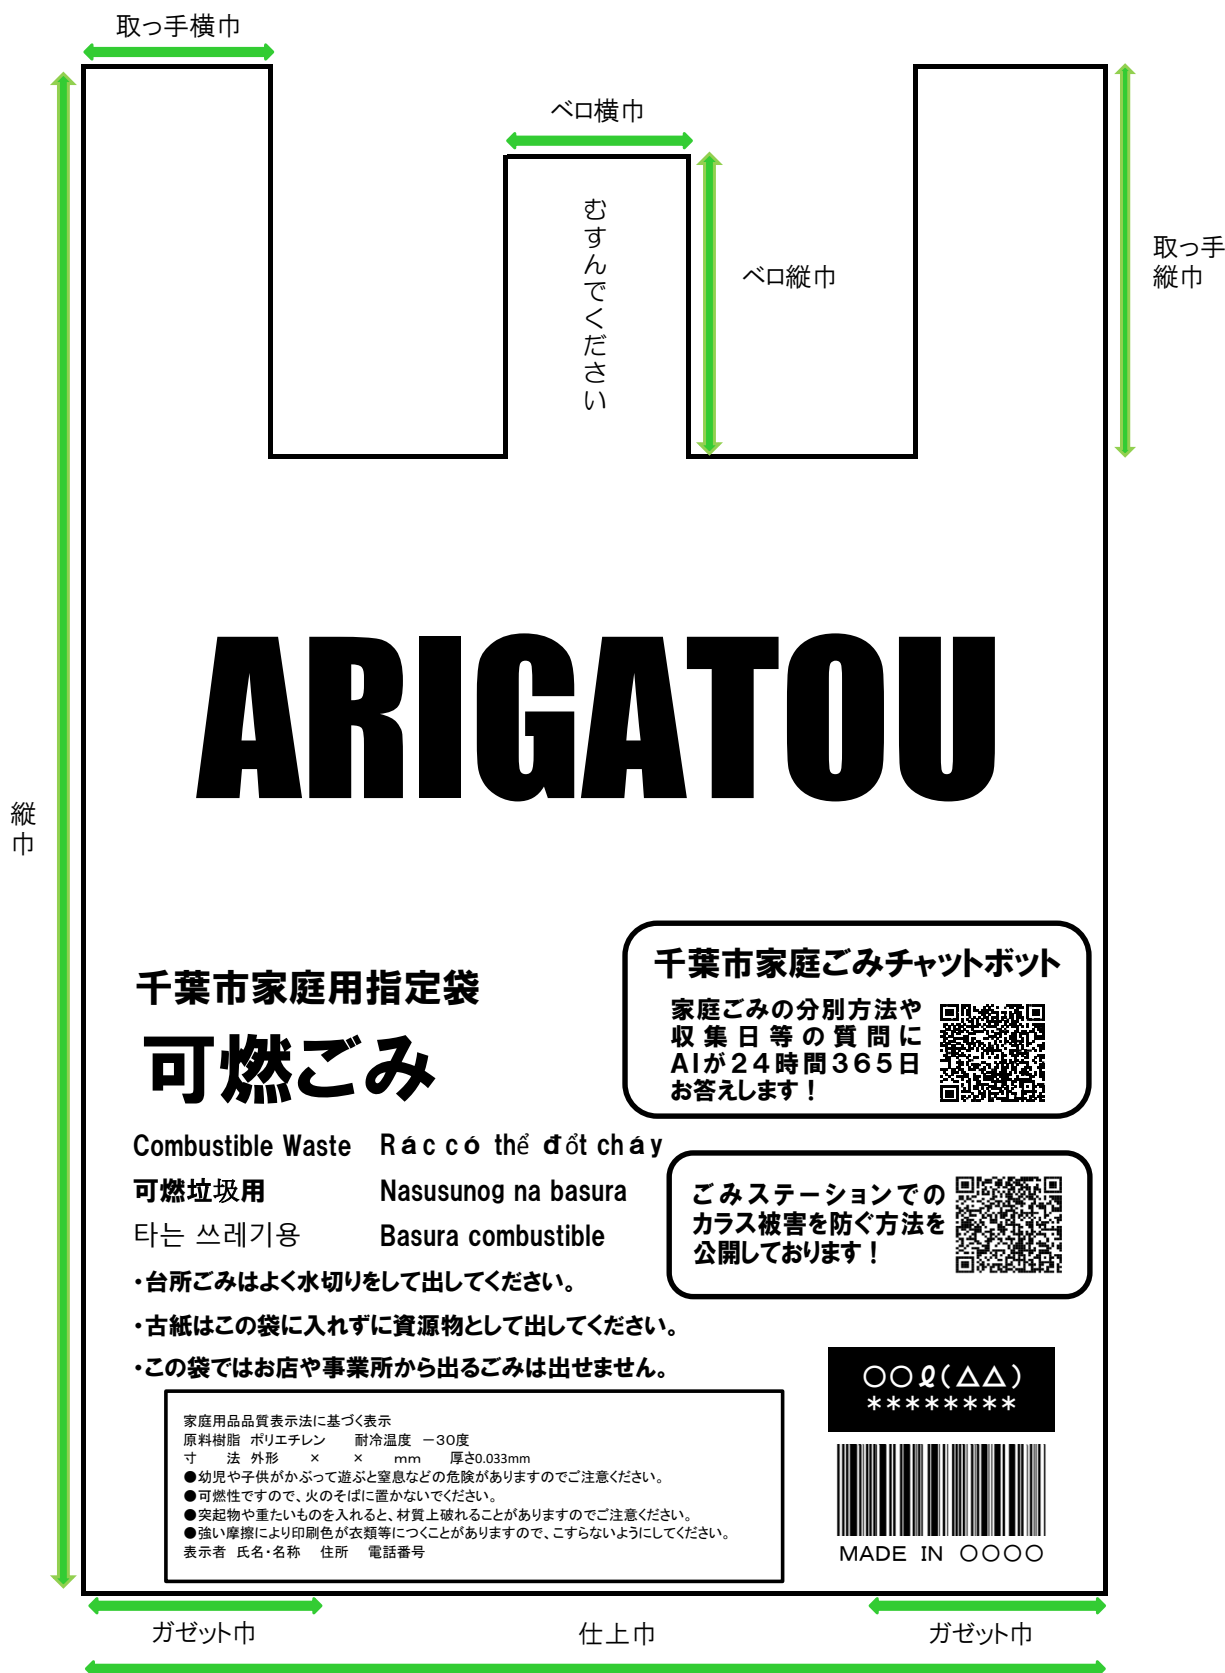 取っ手横巾
ベロ横巾
むすんでください
ベロ縦巾
取っ手
縦巾
ARIGATOU
縦
巾
千葉市家庭用指定袋
可燃ごみ
千葉市家庭ごみチャットボット
家庭ごみの分別方法や
収集日等の質問に
AIが24時間365日
お答えします！
Combustible Waste
Rác có thể đốt cháy
可燃垃圾用
Nasusunog na basura
타는 쓰레기용
Basura combustible
ごみステーションでの
カラス被害を防ぐ方法を
公開しております！
・台所ごみはよく水切りをして出してください。
・古紙はこの袋に入れずに資源物として出してください。
・この袋ではお店や事業所から出るごみは出せません。
家庭用品品質表示法に基づく表示
原料樹脂 ポリエチレン 耐冷温度 －30度
寸 法 外形 × × mm 厚さ0.033mm
●幼児や子供がかぶって遊ぶと窒息などの危険がありますのでご注意ください。
●可燃性ですので、火のそばに置かないでください。
●突起物や重たいものを入れると、材質上破れることがありますのでご注意ください。
●強い摩擦により印刷色が衣類等につくことがありますので、こすらないようにしてください。
表示者 氏名・名称 住所 電話番号
○○ℓ(△△)
＊＊＊＊＊＊＊＊
MADE IN ○○○○
ガゼット巾
仕上巾
ガゼット巾